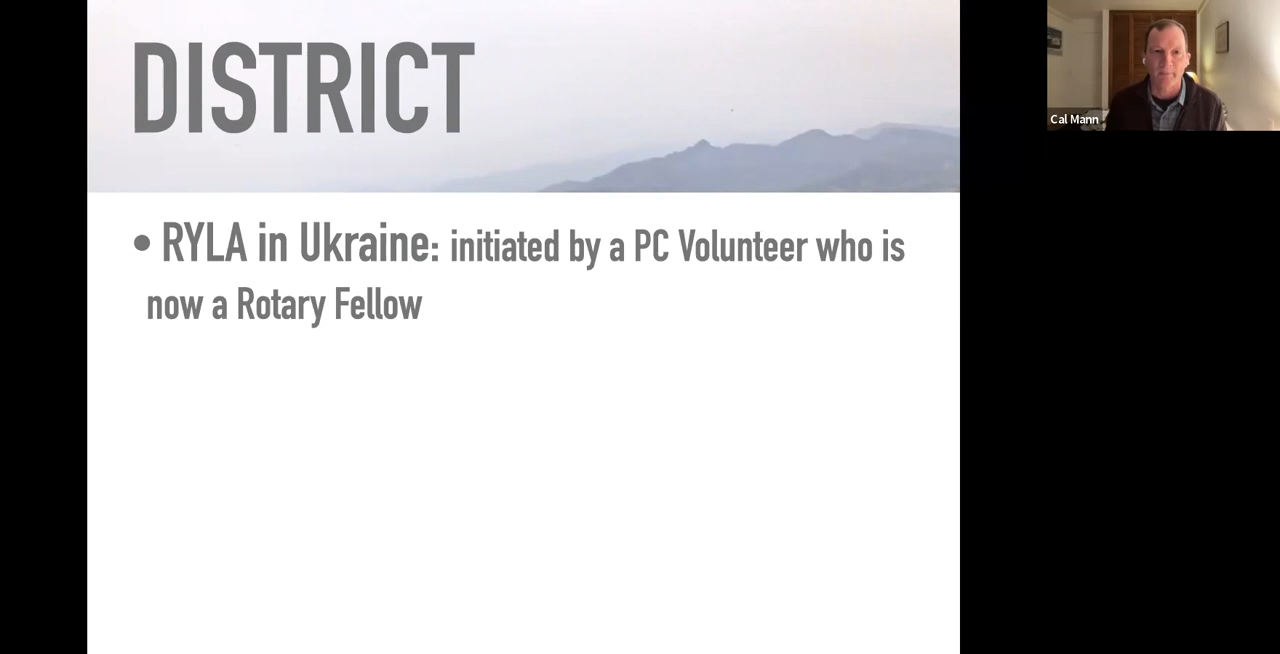 DISTRICT
• RYLA in Ukraine: initiated by a PC Volunteer who is
now a Rotary Fellow
Cal Mann